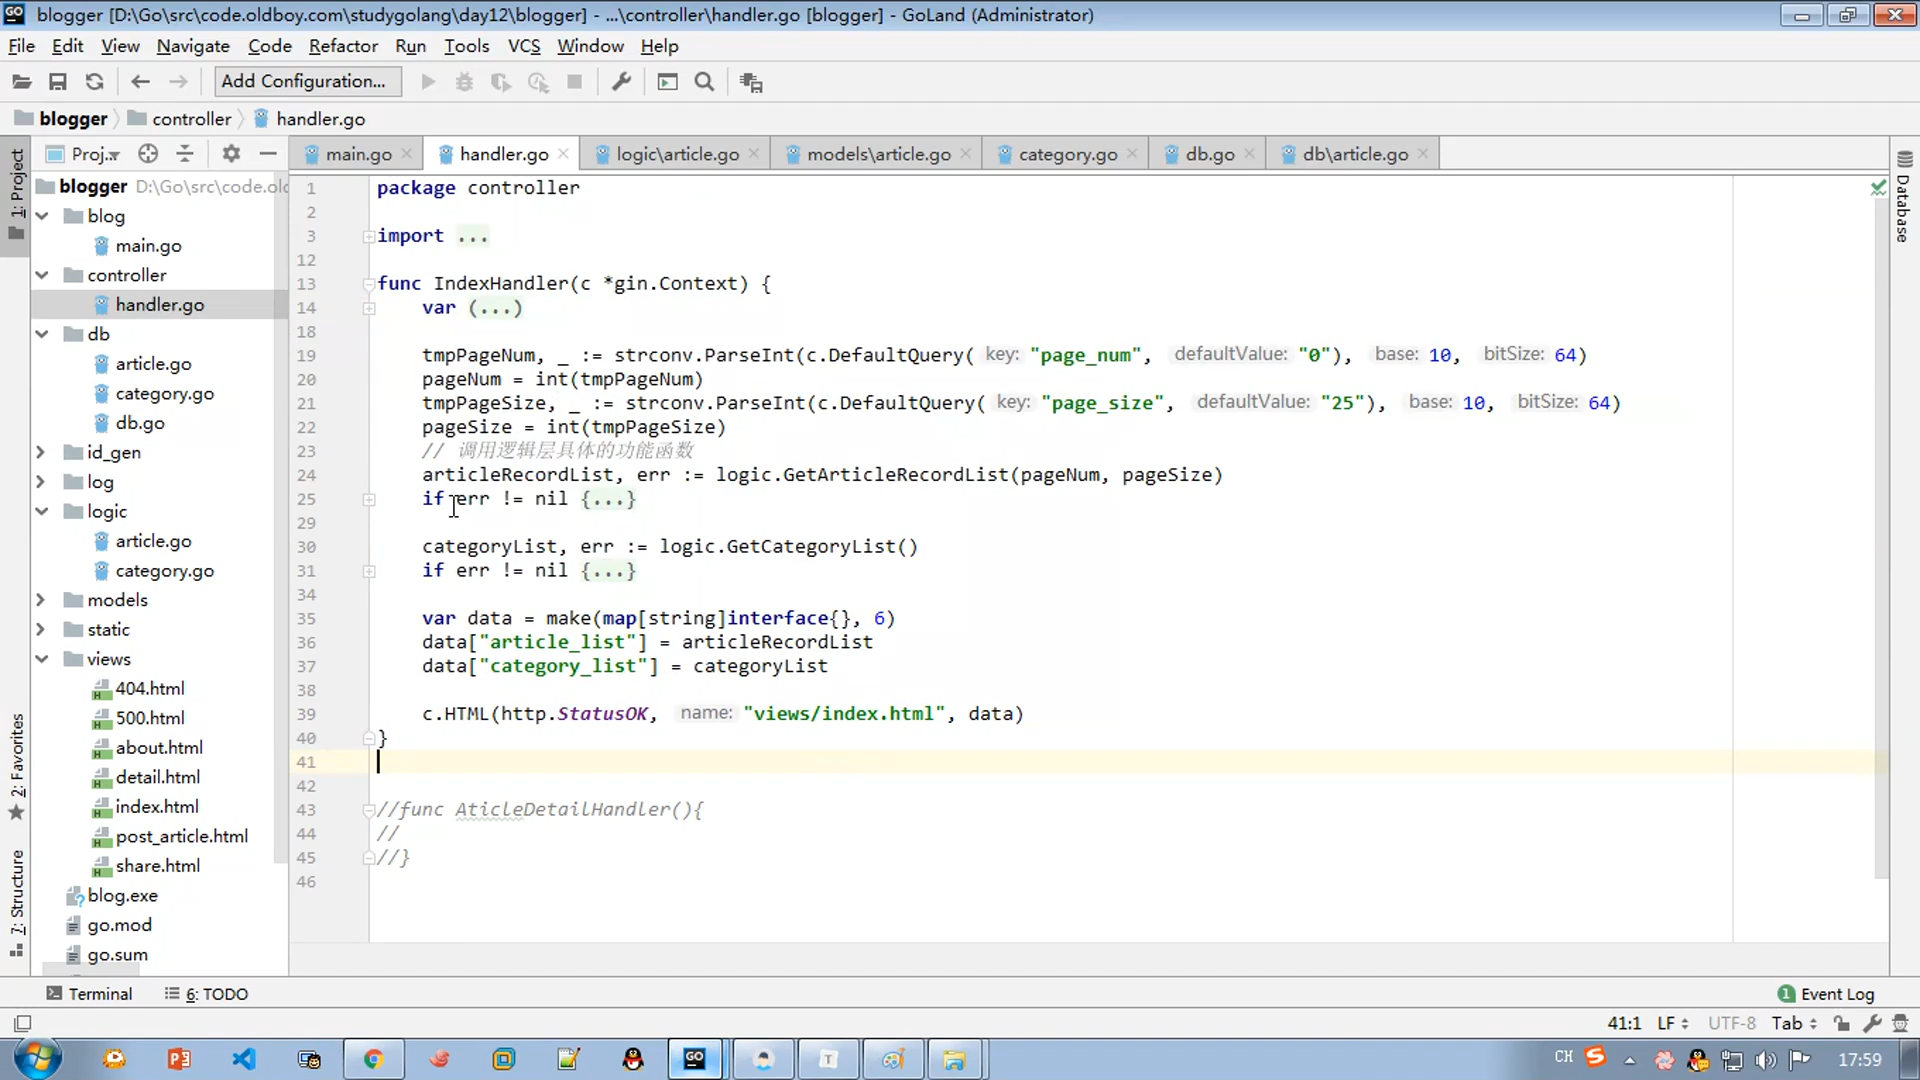 blogger [D:\Go\src\code.oldboy.com\studygolang\day12\blogger] - ...\controller\handler.go [blogger] - GoLand (Administrator)
File Edit View Navigate Code Refactor Run Tools VCS Window Help
Add Configuration...
blogger controller handler.go
Proj... main.go handler.go logic\article.go models\article.go category.go db.go db\article.go
1: Project
2: Favorites
7: Structure
Database
blogger D:\Go\src\code.old
blog
main.go
controller
handler.go
db
article.go
category.go
db.go
id_gen
log
logic
article.go
category.go
models
static
views
404.html
500.html
about.html
detail.html
index.html
post_article.html
share.html
blog.exe
go.mod
go.sum
1 package controller
2
3 import ...
12
13 func IndexHandler(c *gin.Context) {
14 var (...)
18
19 tmpPageNum, _ := strconv.ParseInt(c.DefaultQuery( key: "page_num", defaultValue: "0"), base: 10, bitSize: 64)
20 pageNum = int(tmpPageNum)
21 tmpPageSize, _ := strconv.ParseInt(c.DefaultQuery( key: "page_size", defaultValue: "25"), base: 10, bitSize: 64)
22 pageSize = int(tmpPageSize)
23 // 调用逻辑层具体的功能函数
24 articleRecordList, err := logic.GetArticleRecordList(pageNum, pageSize)
25 if err != nil {...}
29
30 categoryList, err := logic.GetCategoryList()
31 if err != nil {...}
34
35 var data = make(map[string]interface{}, 6)
36 data["article_list"] = articleRecordList
37 data["category_list"] = categoryList
38
39 c.HTML(http.StatusOK, name: "views/index.html", data)
40 }
41
42
43 //func AticleDetailHandler(){
44 //
45 //}
46
Terminal 6: TODO 1 Event Log
41:1 LF UTF-8 Tab
GO T CH S 17:59